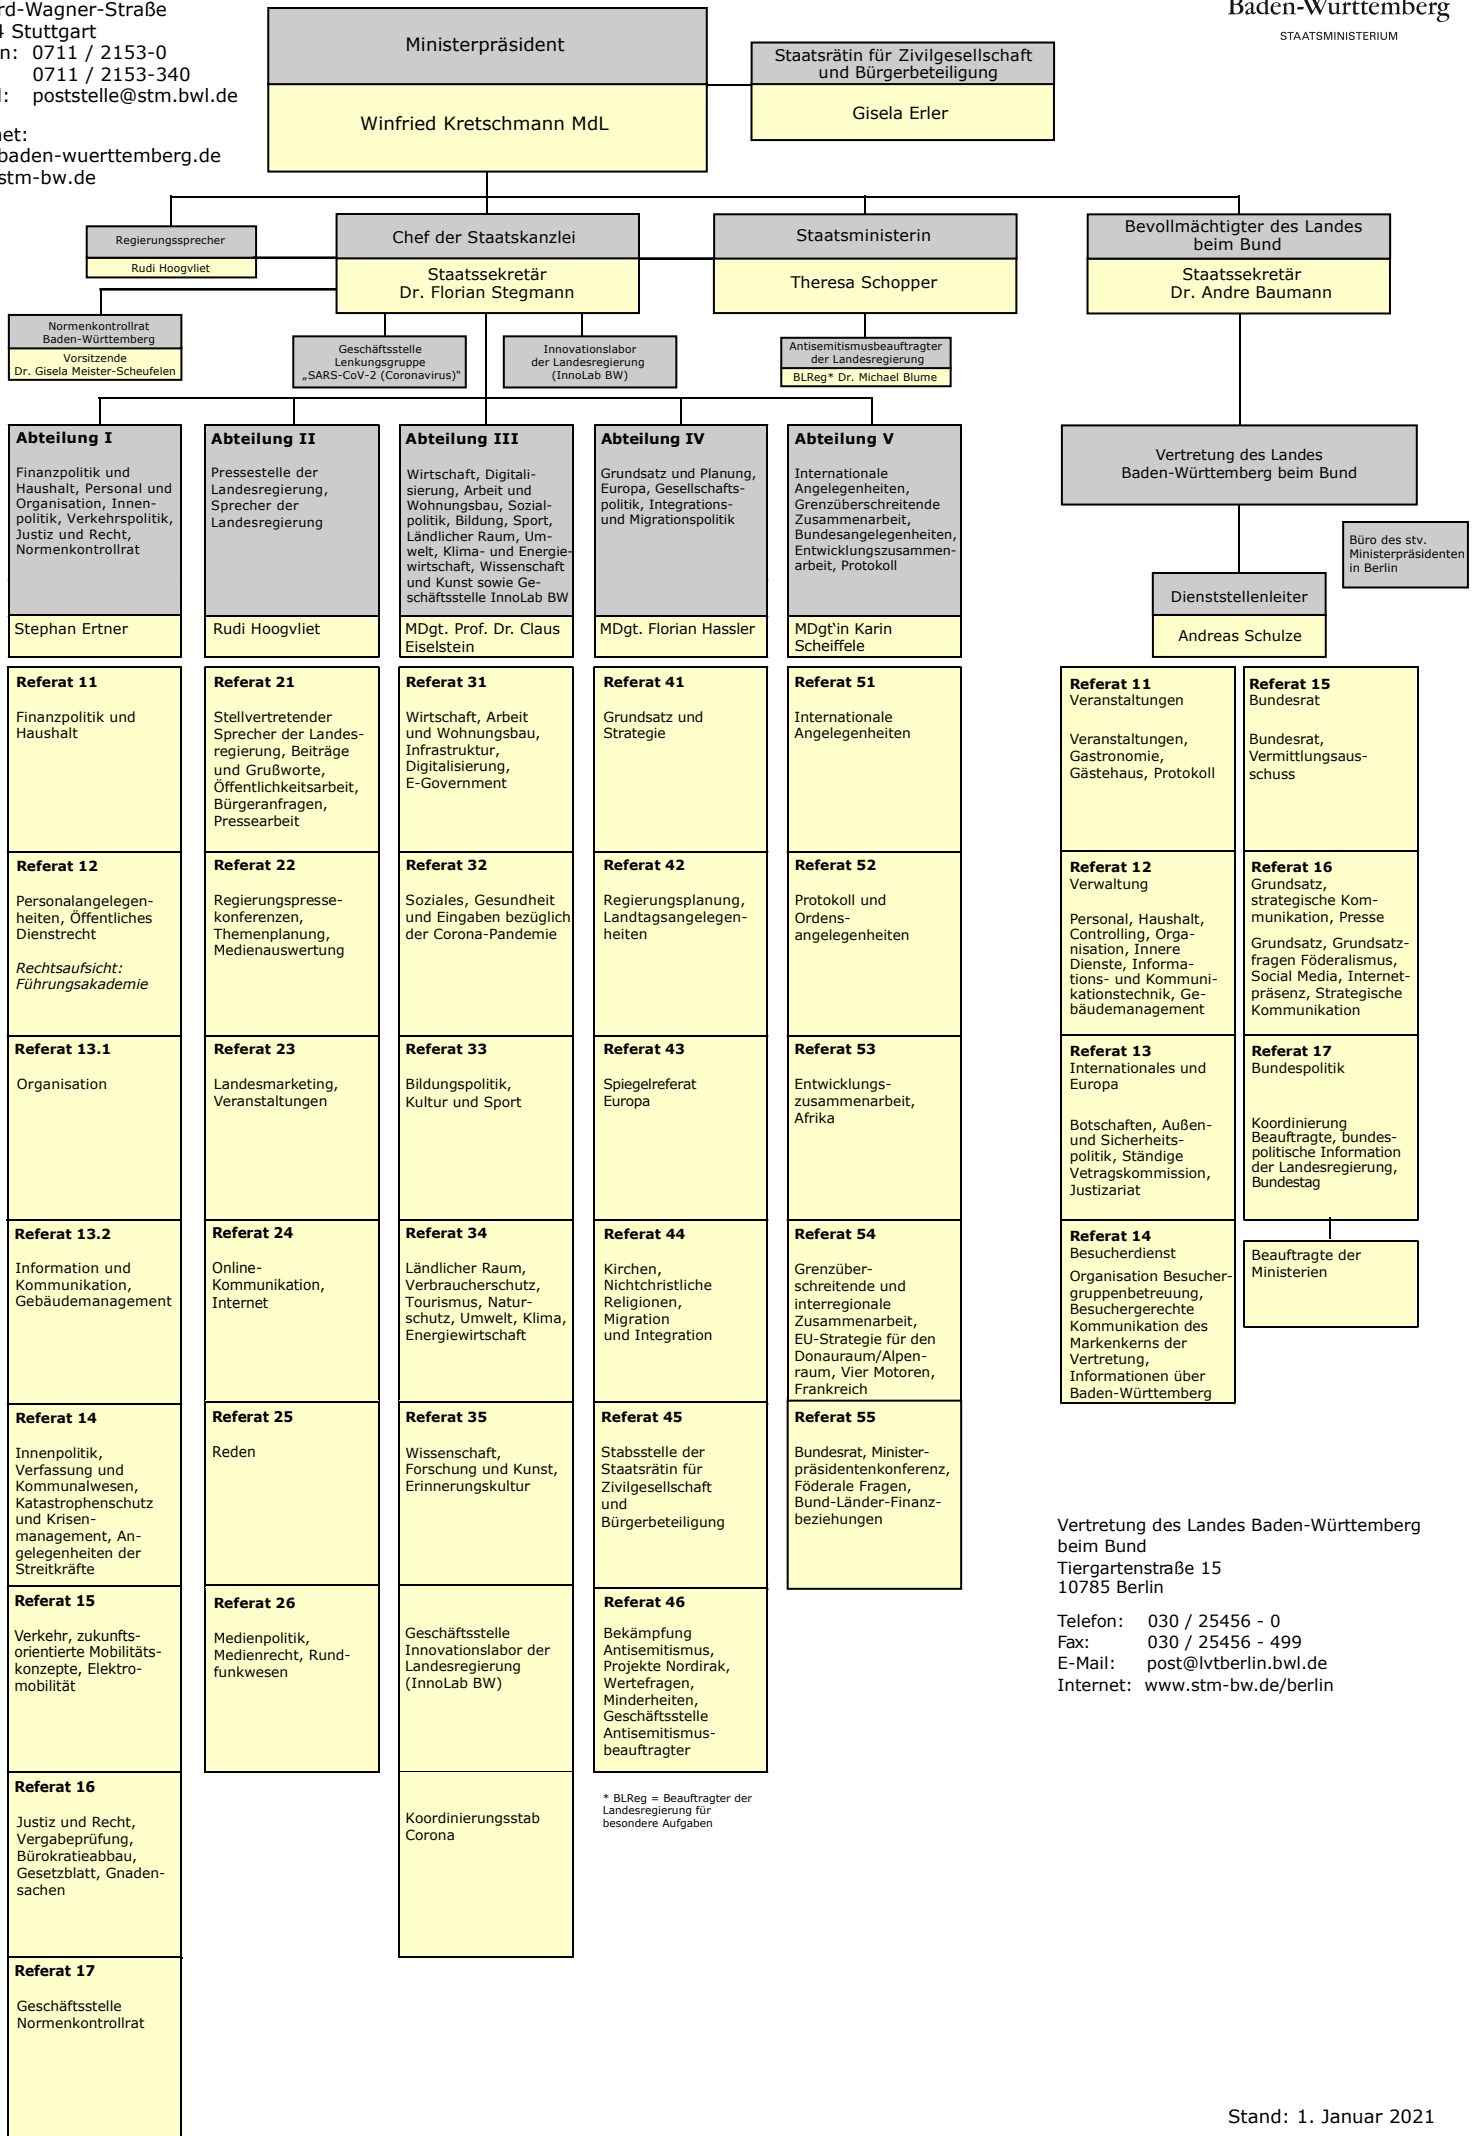 4 Stuttgart
0711 / 2153-0
0711 / 2153-340
poststelle@stm.bwl.de
baden-wuerttemberg.de
stm-bw.de
Baden-Württemberg
STAATSMINISTERIUM
Ministerpräsident
Winfried Kretschmann MdL
Staatsrätin für Zivilgesellschaft
und Bürgerbeteiligung
Gisela Erler
Regierungssprecher
Rudi Hoogvliet
Chef der Staatskanzlei
Staatssekretär
Dr. Florian Stegmann
Staatsministerin
Theresa Schopper
Bevollmächtigter des Landes
beim Bund
Staatssekretär
Dr. Andre Baumann
Normenkontrollrat
Baden-Württemberg
Vorsitzende
Dr. Gisela Meister-Scheufelen
Geschäftsstelle
Lenkungsgruppe
„SARS-CoV-2 (Coronavirus)“
Innovationslabor
der Landesregierung
(InnoLab BW)
Antisemitismusbeauftragter
der Landesregierung
BLReg* Dr. Michael Blume
Abteilung I
Finanzpolitik und
Haushalt, Personal und
Organisation, Innen-
politik, Verkehrspolitik,
Justiz und Recht,
Normenkontrollrat
Stephan Ertner
Abteilung II
Pressestelle der
Landesregierung,
Sprecher der
Landesregierung
Rudi Hoogvliet
Abteilung III
Wirtschaft, Digitali-
sierung, Arbeit und
Wohnungsbau, Sozial-
politik, Bildung, Sport,
Ländlicher Raum, Um-
welt, Klima- und Energie-
wirtschaft, Wissenschaft
und Kunst sowie Ge-
schäftsstelle InnoLab BW
MDgt. Prof. Dr. Claus
Eiselstein
Abteilung IV
Grundsatz und Planung,
Europa, Gesellschafts-
politik, Integrations-
und Migrationspolitik
MDgt. Florian Hassler
Abteilung V
Internationale
Angelegenheiten,
Grenzüberschreitende
Zusammenarbeit,
Bundesangelegenheiten,
Entwicklungszusammen-
arbeit, Protokoll
MDgt‘in Karin
Scheiffele
Vertretung des Landes
Baden-Württemberg beim Bund
Büro des stv.
Ministerpräsidenten
in Berlin
Dienststellenleiter
Andreas Schulze
Referat 11
Finanzpolitik und
Haushalt
Referat 12
Personalangelegen-
heiten, Öffentliches
Dienstrecht
Rechtsaufsicht:
Führungsakademie
Referat 13.1
Organisation
Referat 13.2
Information und
Kommunikation,
Gebäudemanagement
Referat 14
Innenpolitik,
Verfassung und
Kommunalwesen,
Katastrophenschutz
und Krisen-
management, An-
gelegenheiten der
Streitkräfte
Referat 15
Verkehr, zukunfts-
orientierte Mobilitäts-
konzepte, Elektro-
mobilität
Referat 16
Justiz und Recht,
Vergabeprüfung,
Bürokratieabbau,
Gesetzblatt, Gnaden-
sachen
Referat 17
Geschäftsstelle
Normenkontrollrat
Referat 21
Stellvertretender
Sprecher der Landes-
regierung, Beiträge
und Grußworte,
Öffentlichkeitsarbeit,
Bürgeranfragen,
Pressearbeit
Referat 22
Regierungspresse-
konferenzen,
Themenplanung,
Medienauswertung
Referat 23
Landesmarketing,
Veranstaltungen
Referat 24
Online-
Kommunikation,
Internet
Referat 25
Reden
Referat 26
Medienpolitik,
Medienrecht, Rund-
funkwesen
Referat 31
Wirtschaft, Arbeit
und Wohnungsbau,
Infrastruktur,
Digitalisierung,
E-Government
Referat 32
Soziales, Gesundheit
und Eingaben bezüglich
der Corona-Pandemie
Referat 33
Bildungspolitik,
Kultur und Sport
Referat 34
Ländlicher Raum,
Verbraucherschutz,
Tourismus, Natur-
schutz, Umwelt, Klima,
Energiewirtschaft
Referat 35
Wissenschaft,
Forschung und Kunst,
Erinnerungskultur
Geschäftsstelle
Innovationslabor der
Landesregierung
(InnoLab BW)
Koordinierungsstab
Corona
Referat 41
Grundsatz und
Strategie
Referat 42
Regierungsplanung,
Landtagsangelegen-
heiten
Referat 43
Spiegelreferat
Europa
Referat 44
Kirchen,
Nichtchristliche
Religionen,
Migration
und Integration
Referat 45
Stabsstelle der
Staatsrätin für
Zivilgesellschaft
und
Bürgerbeteiligung
Referat 46
Bekämpfung
Antisemitismus,
Projekte Nordirak,
Wertefragen,
Minderheiten,
Geschäftsstelle
Antisemitismus-
beauftragter
* BLReg = Beauftragter der
Landesregierung für
besondere Aufgaben
Referat 51
Internationale
Angelegenheiten
Referat 52
Protokoll und
Ordens-
angelegenheiten
Referat 53
Entwicklungs-
zusammenarbeit,
Afrika
Referat 54
Grenzüber-
schreitende und
interregionale
Zusammenarbeit,
EU-Strategie für den
Donauraum/Alpen-
raum, Vier Motoren,
Frankreich
Referat 55
Bundesrat, Minister-
präsidentenkonferenz,
Föderale Fragen,
Bund-Länder-Finanz-
beziehungen
Referat 11
Veranstaltungen
Veranstaltungen,
Gastronomie,
Gästehaus, Protokoll
Referat 12
Verwaltung
Personal, Haushalt,
Controlling, Orga-
nisation, Innere
Dienste, Informa-
tions- und Kommuni-
kationstechnik, Ge-
bäudemanagement
Referat 13
Internationales und
Europa
Botschaften, Außen-
und Sicherheits-
politik, Ständige
Vetragskommission,
Justizariat
Referat 14
Besucherdienst
Organisation Besucher-
gruppenbetreuung,
Besuchergerechte
Kommunikation des
Markenkerns der
Vertretung,
Informationen über
Baden-Württemberg
Referat 15
Bundesrat
Bundesrat,
Vermittlungsaus-
schuss
Referat 16
Grundsatz,
strategische Kom-
munikation, Presse
Grundsatz, Grundsatz-
fragen Föderalismus,
Social Media, Internet-
präsenz, Strategische
Kommunikation
Referat 17
Bundespolitik
Koordinierung
Beauftragte, bundes-
politische Information
der Landesregierung,
Bundestag
Beauftragte der
Ministerien
Vertretung des Landes Baden-Württemberg
beim Bund
Tiergartenstraße 15
10785 Berlin
Telefon: 030 / 25456 - 0
Fax: 030 / 25456 - 499
E-Mail: post@lvtberlin.bwl.de
Internet: www.stm-bw.de/berlin
Stand: 1. Januar 2021